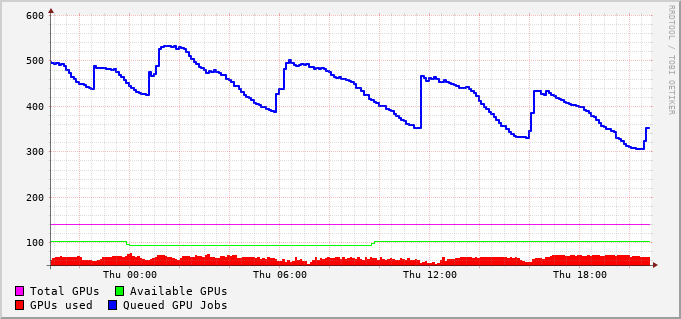 600
500
400
300
200
100
Thu 00:00 Thu 06:00 Thu 12:00 Thu 18:00
Total GPUs Available GPUs
GPUs used Queued GPU Jobs
RRDTOOL / TOBI OETIKER